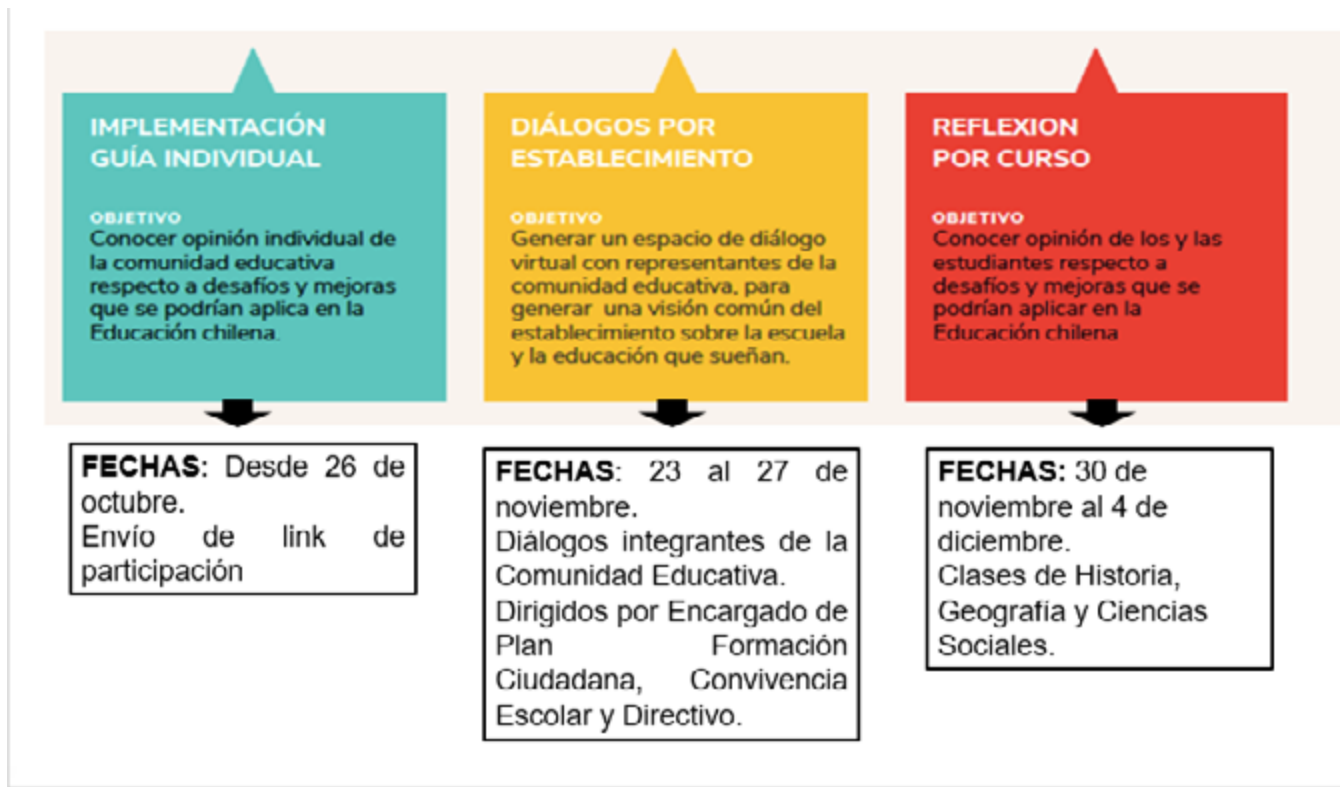 IMPLEMENTACIÓN
GUÍA INDIVIDUAL
OBJETIVO
Conocer opinión individual de
la comunidad educativa
respecto a desafíos y mejoras
que se podrían aplica en la
Educación chilena.
FECHAS: Desde 26 de
octubre.
Envío de link de
participación
DIÁLOGOS POR
ESTABLECIMIENTO
OBJETIVO
Generar un espacio de diálogo
virtual con representantes de la
comunidad educativa, para
generar una visión común del
establecimiento sobre la escuela
y la educación que sueñan.
FECHAS: 23 al 27 de
noviembre.
Diálogos integrantes de la
Comunidad Educativa.
Dirigidos por Encargado de
Plan Formación
Ciudadana, Convivencia
Escolar y Directivo.
REFLEXION
POR CURSO
OBJETIVO
Conocer opinión de los y las
estudiantes respecto a
desafíos y mejoras que se
podrían aplicar en la
Educación chilena
FECHAS: 30 de
noviembre al 4 de
diciembre.
Clases de Historia,
Geografía y Ciencias
Sociales.